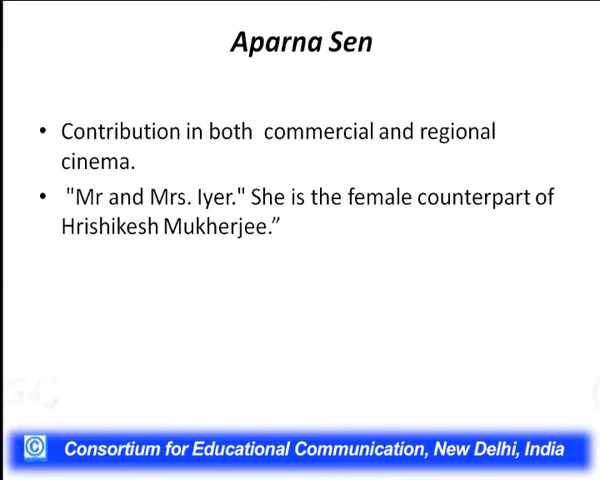 Aparna Sen
• Contribution in both commercial and regional
cinema.
• "Mr and Mrs. Iyer." She is the female counterpart of
Hrishikesh Mukherjee.”
© Consortium for Educational Communication, New Delhi, India